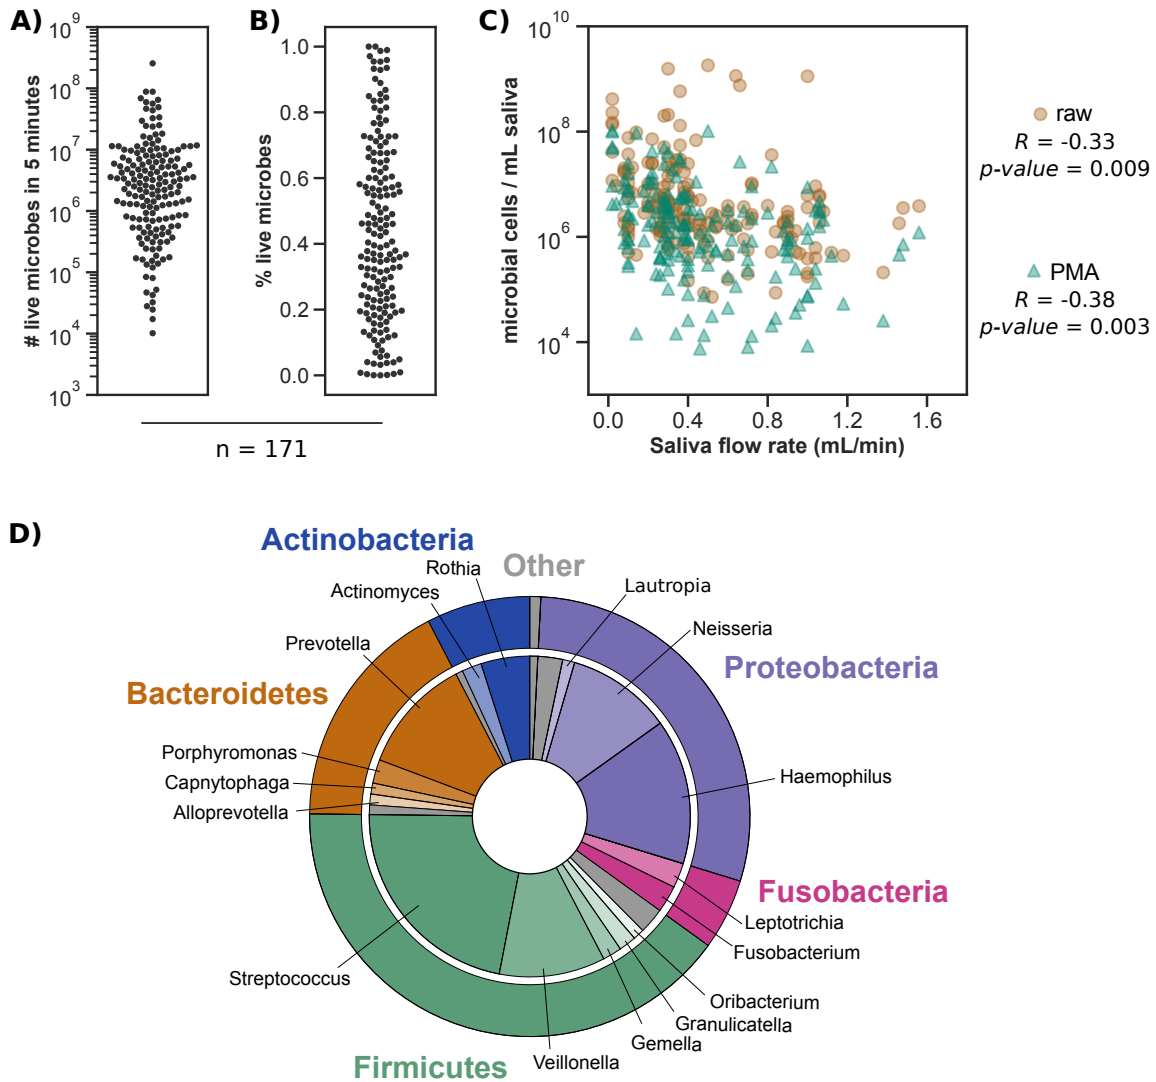 A)
# live microbes in 5 minutes
10^9
10^8
10^7
10^6
10^5
10^4
10^3
B)
% live microbes
1.0
0.8
0.6
0.4
0.2
0.0
n = 171
C)
microbial cells / mL saliva
10^10
10^8
10^6
10^4
0.0 0.4 0.8 1.2 1.6
Saliva flow rate (mL/min)
raw
R = -0.33
p-value = 0.009
PMA
R = -0.38
p-value = 0.003
D)
Actinobacteria
Other
Rothia
Actinomyces
Lautropia
Prevotella
Neisseria
Proteobacteria
Bacteroidetes
Porphyromonas
Haemophilus
Capnytophaga
Alloprevotella
Fusobacteria
Leptotrichia
Fusobacterium
Streptococcus
Oribacterium
Granulicatella
Gemella
Veillonella
Firmicutes